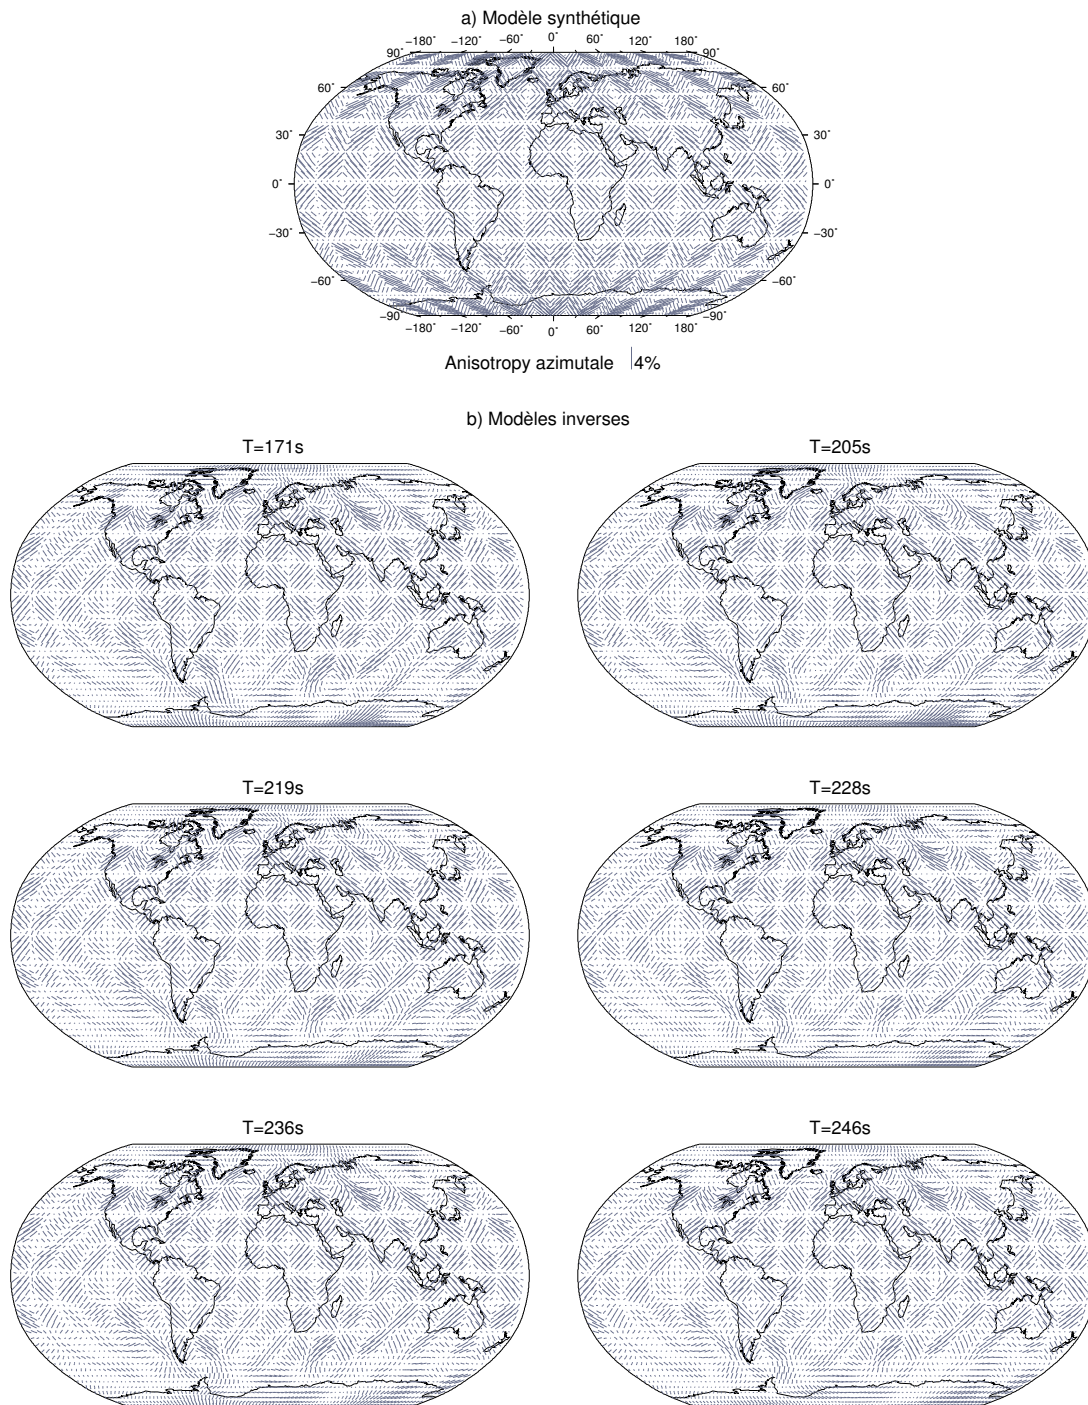 a) Modèle synthétique
−180˚ −120˚ −60˚ 0˚ 60˚ 120˚ 180˚
90˚ 90˚
60˚ 60˚
30˚ 30˚
0˚ 0˚
−30˚ −30˚
−60˚ −60˚
−90˚ −90˚
−180˚ −120˚ −60˚ 0˚ 60˚ 120˚ 180˚
Anisotropy azimutale 4%
b) Modèles inverses
T=171s T=205s
T=219s T=228s
T=236s T=246s